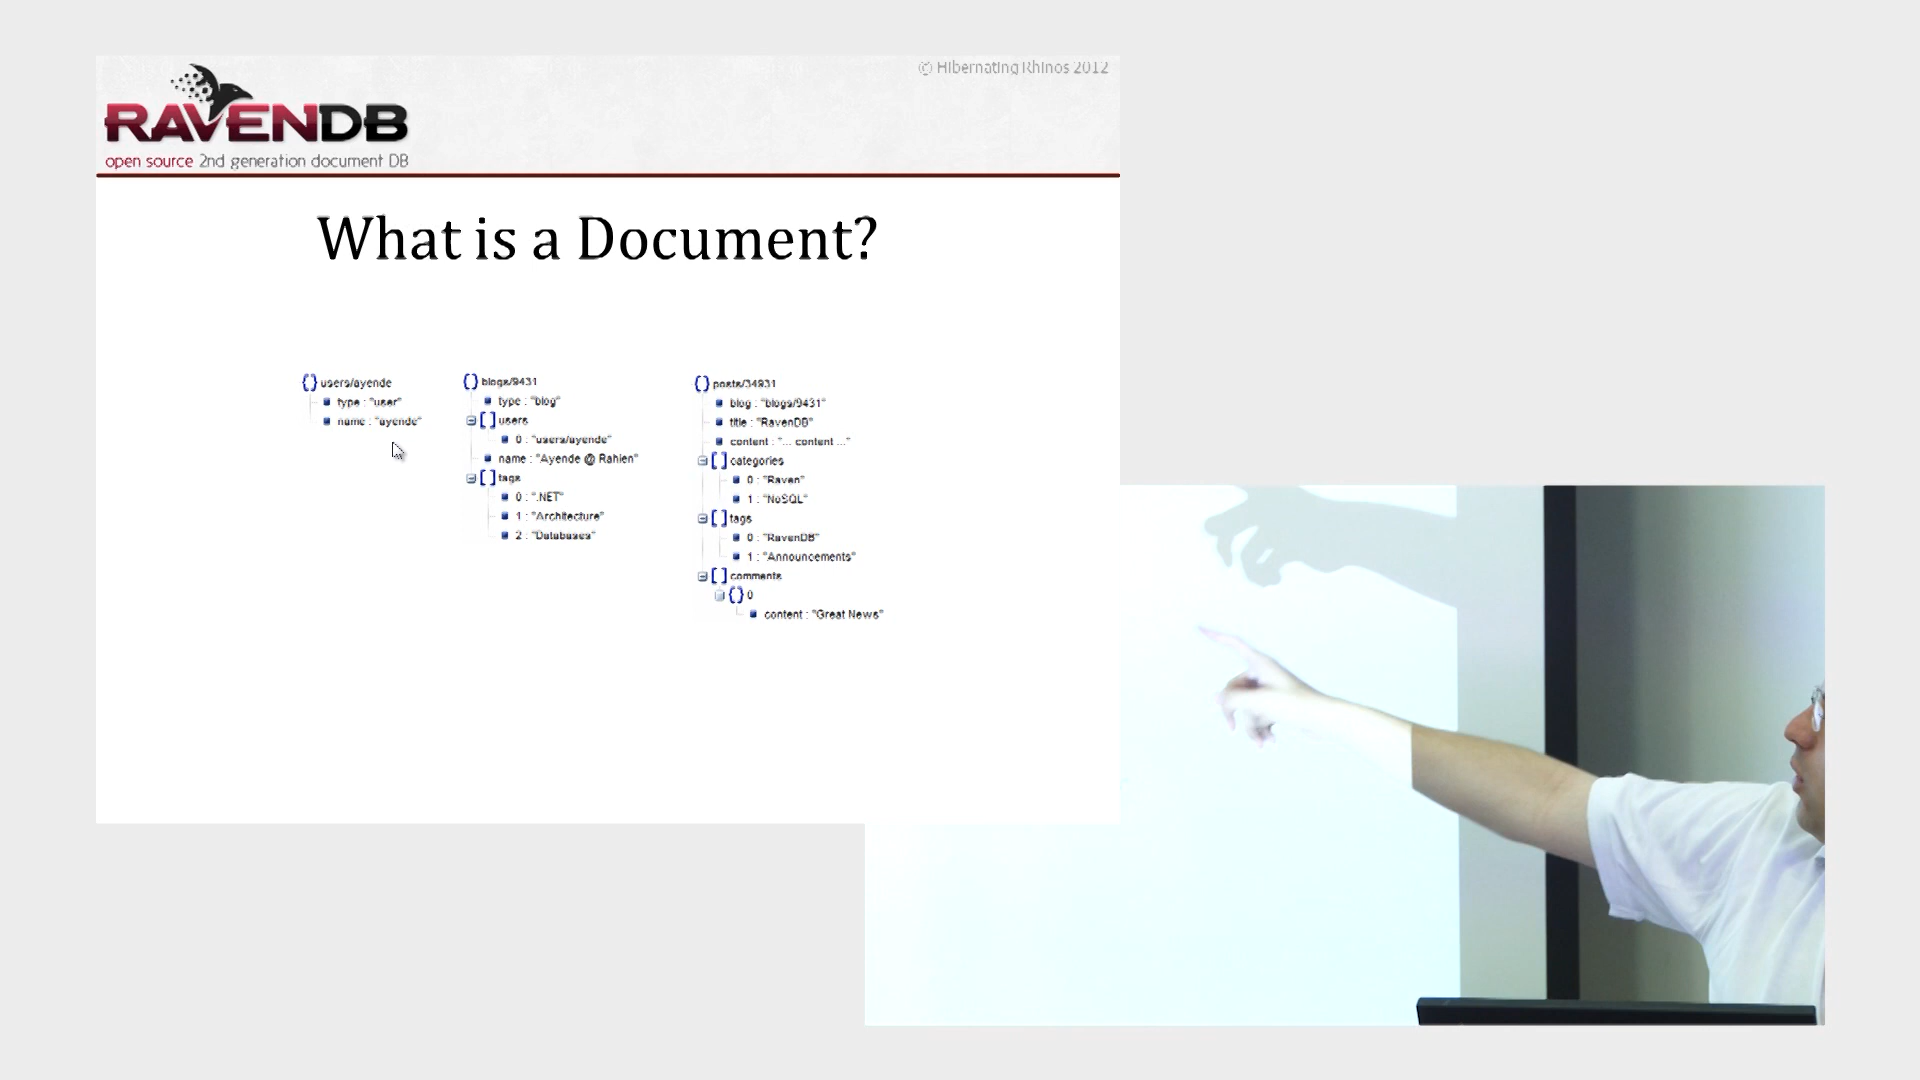 © Hibernating Rhinos 2012
RAVENDB
open source 2nd generation document DB
What is a Document?
{} users/ayende
type : "user"
name : "ayende"
{} blogs/9431
type : "blog"
[] users
0 : "users/ayende"
name : "Ayende @ Rahien"
[] tags
0 : ".NET"
1 : "Architecture"
2 : "Databases"
{} posts/34931
blog : "blogs/9431"
title : "RavenDB"
content : "... content ..."
[] categories
0 : "Raven"
1 : "NoSQL"
[] tags
0 : "RavenDB"
1 : "Announcements"
[] comments
{} 0
content : "Great News"